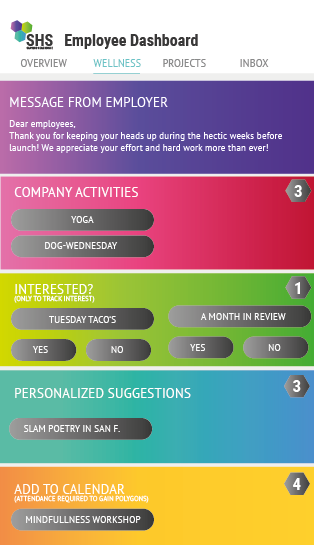 SHS
Employee Dashboard
OVERVIEW WELLNESS PROJECTS INBOX
MESSAGE FROM EMPLOYER
Dear employees,
Thank you for keeping your heads up during the hectic weeks before
launch! We appreciate your effort and hard work more than ever!
COMPANY ACTIVITIES
3
YOGA
DOG-WEDNESDAY
INTERESTED?
1
(ONLY TO TRACK INTEREST)
TUESDAY TACO'S
A MONTH IN REVIEW
YES NO
YES NO
PERSONALIZED SUGGESTIONS
3
SLAM POETRY IN SAN F.
ADD TO CALENDAR
4
(ATTENDANCE REQUIRED TO GAIN POLYGONS)
MINDFULLNESS WORKSHOP